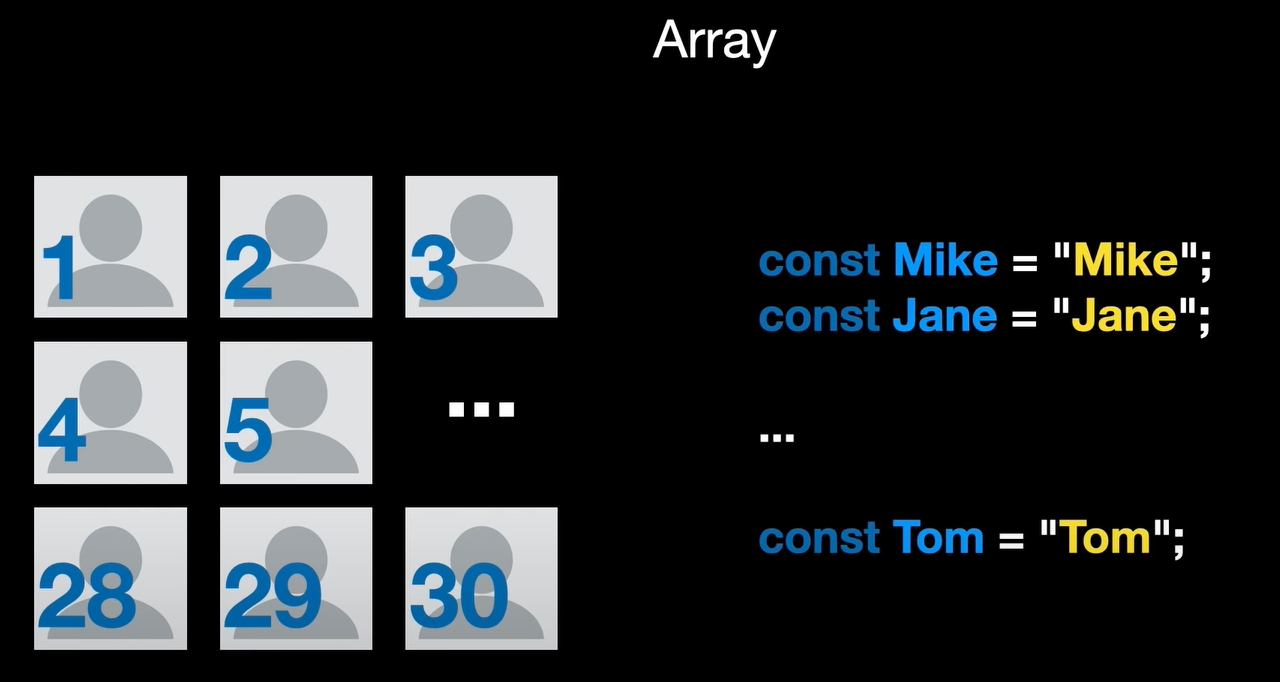 Array
1 2 3
4 5 ...
28 29 30
const Mike = "Mike";
const Jane = "Jane";
...
const Tom = "Tom";